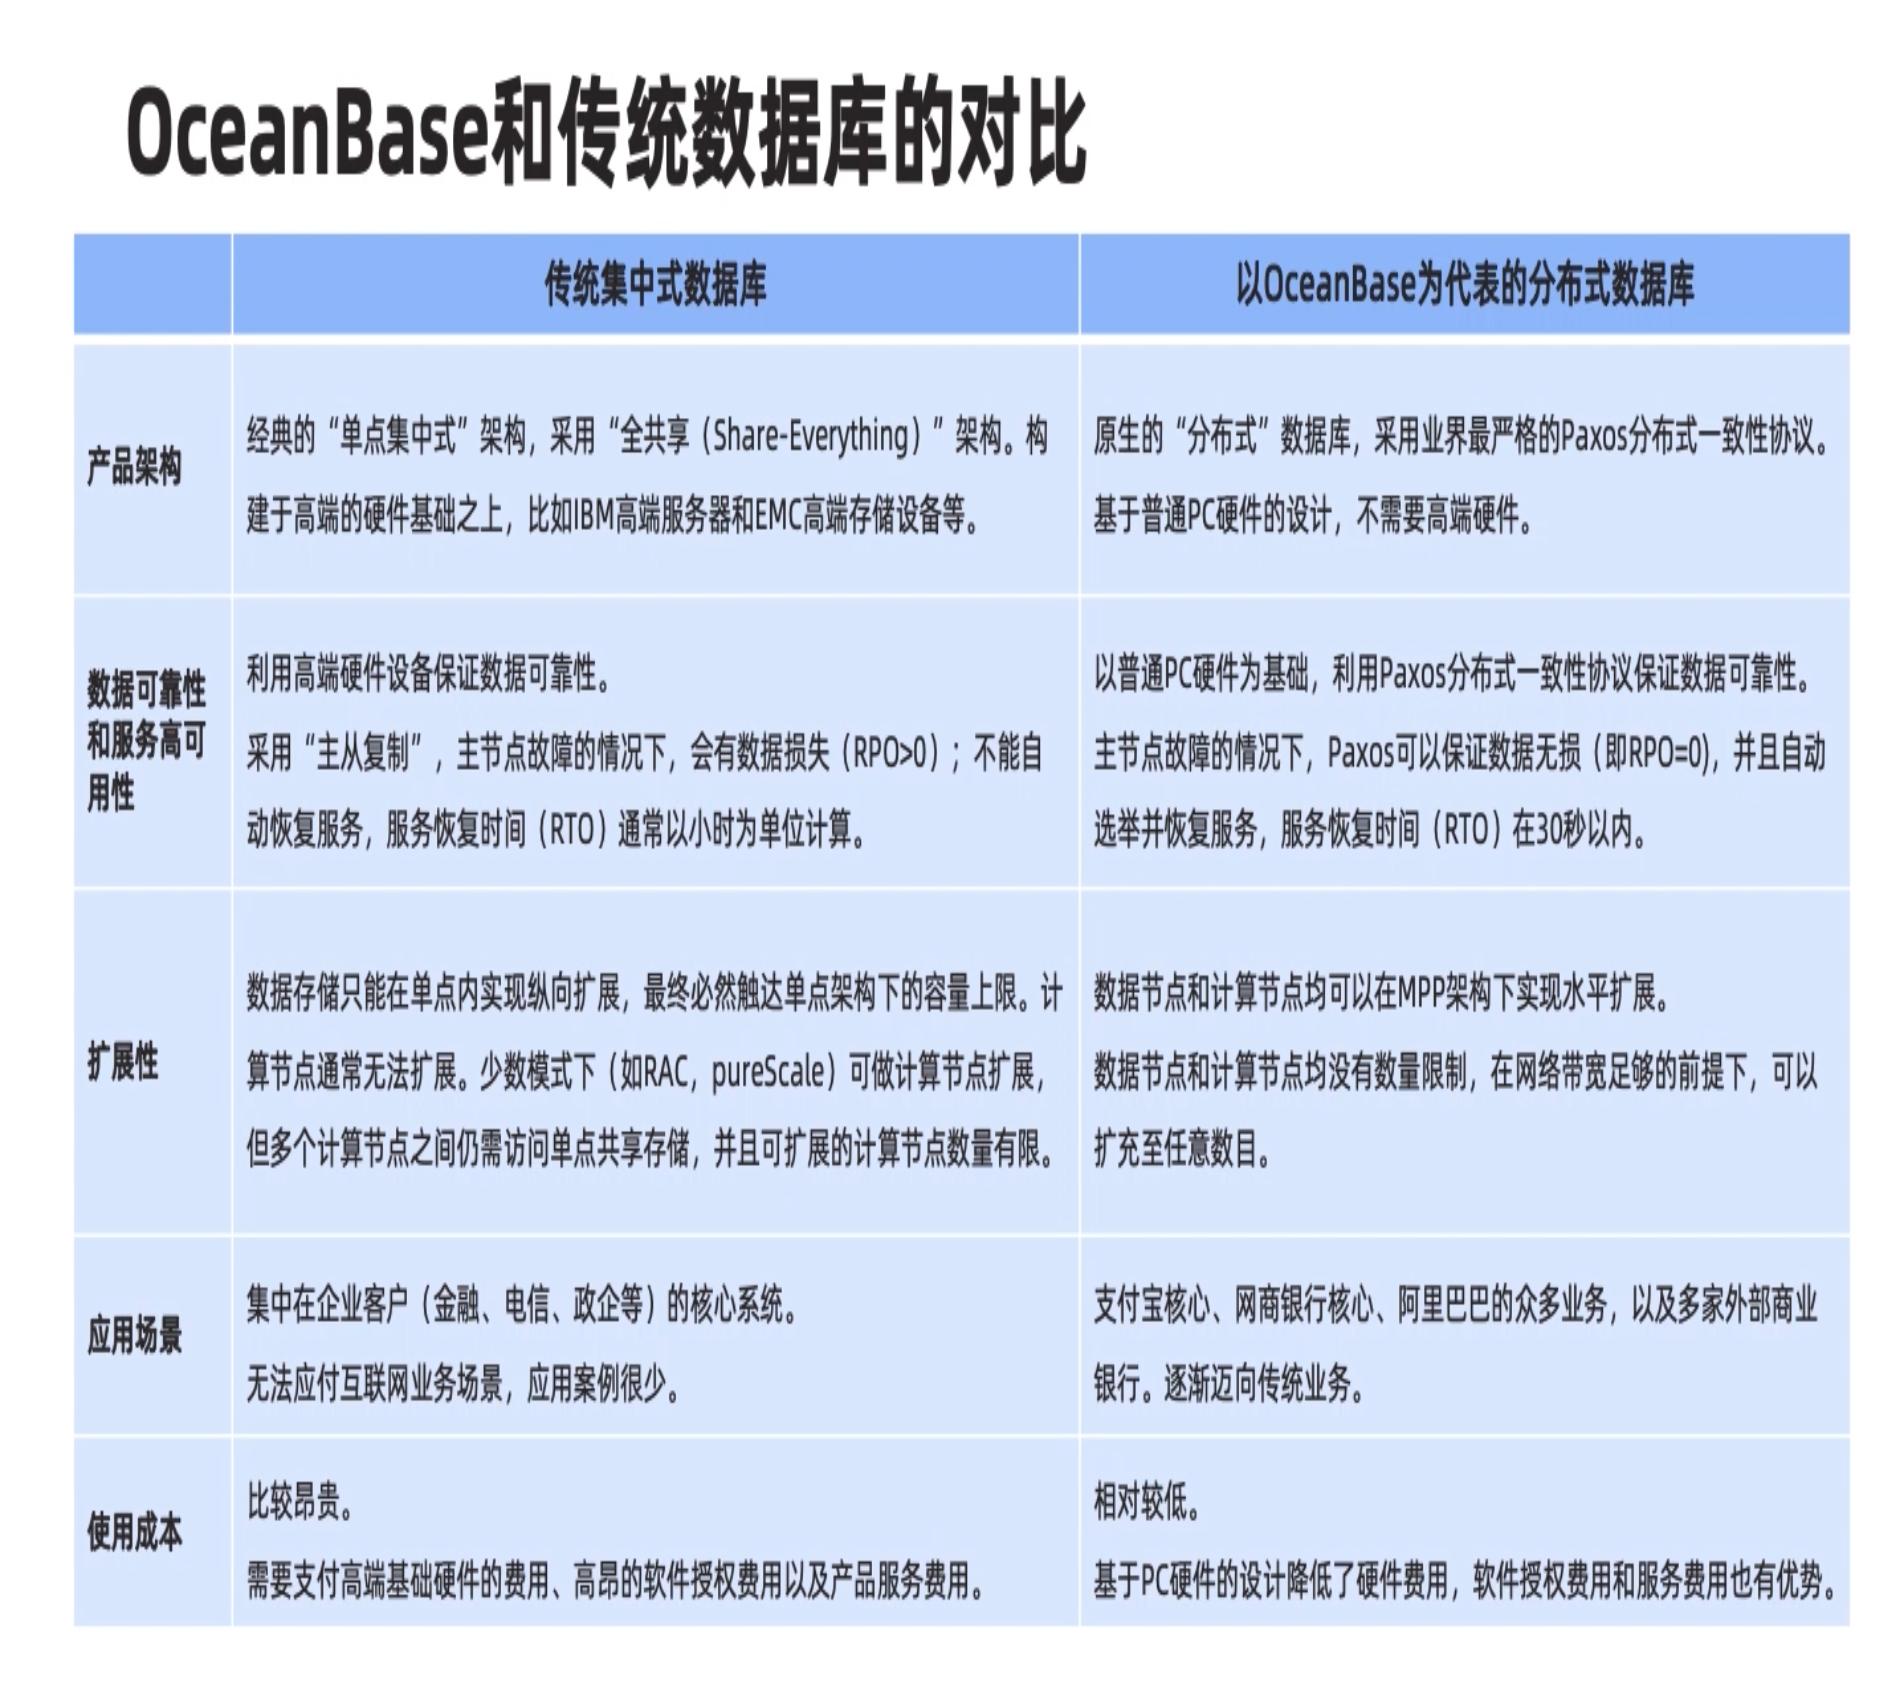 OceanBase和传统数据库的对比
传统集中式数据库
以OceanBase为代表的分布式数据库
产品架构
经典的“单点集中式”架构，采用“全共享（Share-Everything）”架构。构
建于高端的硬件基础之上，比如IBM高端服务器和EMC高端存储设备等。
原生的“分布式”数据库，采用业界最严格的Paxos分布式一致性协议。
基于普通PC硬件的设计，不需要高端硬件。
数据可靠性
和服务高可
用性
利用高端硬件设备保证数据可靠性。
采用“主从复制”，主节点故障的情况下，会有数据损失（RPO>0）；不能自
动恢复服务，服务恢复时间（RTO）通常以小时为单位计算。
以普通PC硬件为基础，利用Paxos分布式一致性协议保证数据可靠性。
主节点故障的情况下，Paxos可以保证数据无损（即RPO=0)，并且自动
选举并恢复服务，服务恢复时间（RTO）在30秒以内。
扩展性
数据存储只能在单点内实现纵向扩展，最终必然触达单点架构下的容量上限。计
算节点通常无法扩展。少数模式下（如RAC，pureScale）可做计算节点扩展，
但多个计算节点之间仍需访问单点共享存储，并且可扩展的计算节点数量有限。
数据节点和计算节点均可以在MPP架构下实现水平扩展。
数据节点和计算节点均没有数量限制，在网络带宽足够的前提下，可以
扩充至任意数目。
应用场景
集中在企业客户（金融、电信、政企等）的核心系统。
无法应付互联网业务场景，应用案例很少。
支付宝核心、网商银行核心、阿里巴巴的众多业务，以及多家外部商业
银行。逐渐迈向传统业务。
使用成本
比较昂贵。
需要支付高端基础硬件的费用、高昂的软件授权费用以及产品服务费用。
相对较低。
基于PC硬件的设计降低了硬件费用，软件授权费用和服务费用也有优势。